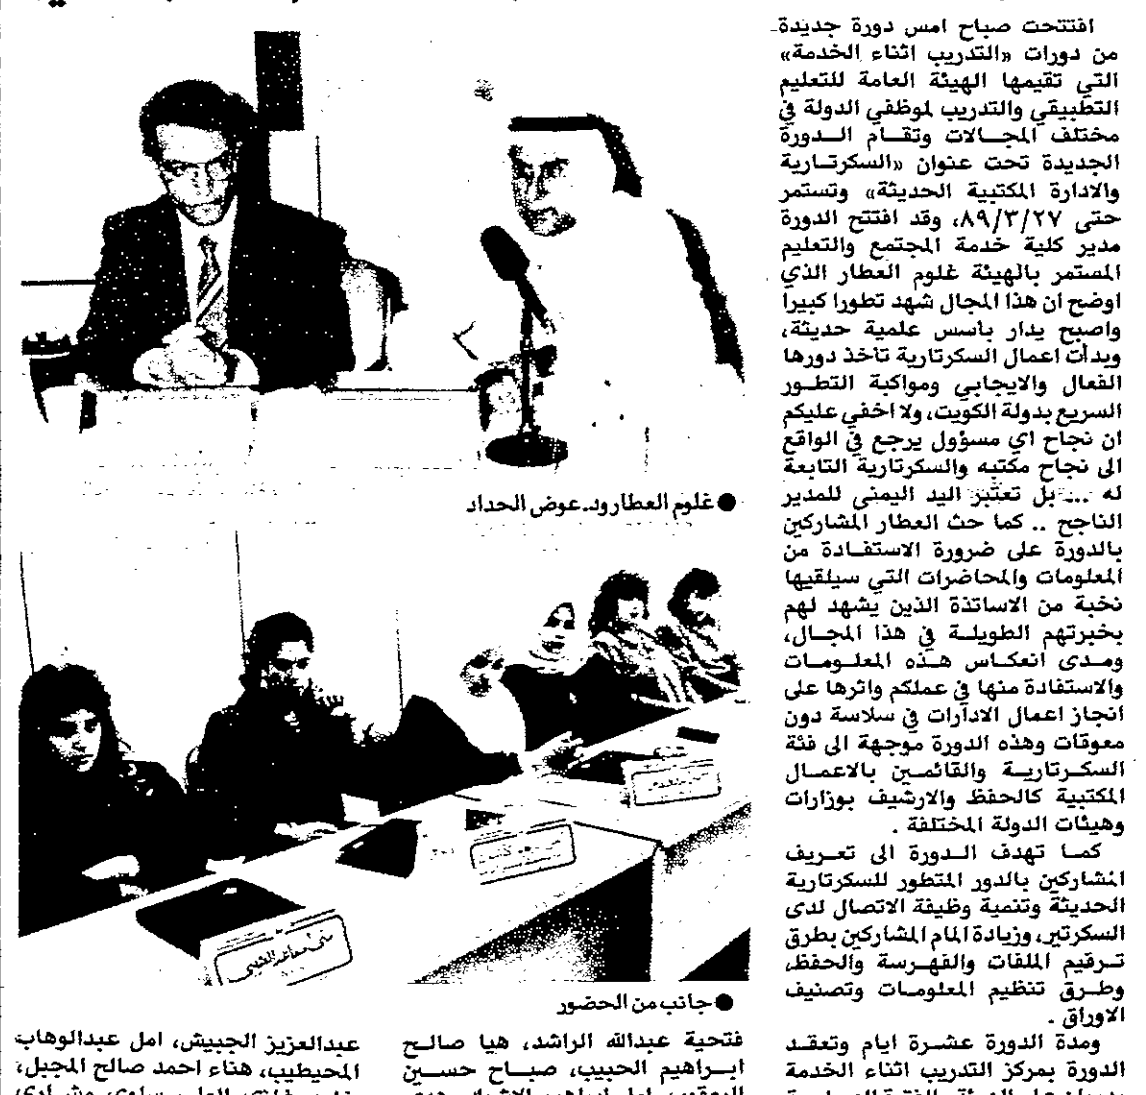 افتتحت صباح امس دورة جديدة
من دورات «التدريب اثناء الخدمة»
التي تقيمها الهيئة العامة للتعليم
التطبيقي والتدريب لموظفي الدولة في
مختلف المجالات وتقام الدورة
الجديدة تحت عنوان «السكرتارية
والادارة المكتبية الحديثة» وتستمر
حتى ٨٩/٣/٢٧، وقد افتتح الدورة
مدير كلية خدمة المجتمع والتعليم
المستمر بالهيئة غلوم العطار الذي
اوضح ان هذا المجال شهد تطورا كبيرا
واصبح يدار بأسس علمية حديثة،
وبدأت اعمال السكرتارية تأخذ دورها
الفعال والايجابي ومواكبة التطور
السريع بدولة الكويت، ولا اخفي عليكم
ان نجاح اي مسؤول يرجع في الواقع
الى نجاح مكتبه والسكرتارية التابعة
له ... بل تعتبر اليد اليمنى للمدير
الناجح .. كما حث العطار المشاركين
بالدورة على ضرورة الاستفادة من
المعلومات والمحاضرات التي سيلقيها
نخبة من الاساتذة الذين يشهد لهم
بخبرتهم الطويلة في هذا المجال،
ومدى انعكاس هذه المعلومات
والاستفادة منها في عملكم واثرها على
انجاز اعمال الادارات في سلاسة دون
معوقات وهذه الدورة موجهة الى فئة
السكرتارية والقائمين بالاعمال
المكتبية كالحفظ والارشيف بوزارات
وهيئات الدولة المختلفة .
كما تهدف الدورة الى تعريف
المشاركين بالدور المتطور للسكرتارية
الحديثة وتنمية وظيفة الاتصال لدى
السكرتير، وزيادة المام المشاركين بطرق
ترقيم الملفات والفهرسة والحفظ،
وطرق تنظيم المعلومات وتصنيف
الاوراق .
ومدة الدورة عشرة ايام وتعقد
الدورة بمركز التدريب اثناء الخدمة
● غلوم العطار ود. عوض الحداد
● جانب من الحضور
فتحية عبدالله الراشد، هيا صالح
ابراهيم الحبيب، صباح حسين
عبدالعزيز الجبيش، امل عبدالوهاب
المحيطيب، هناء احمد صالح المجبل،